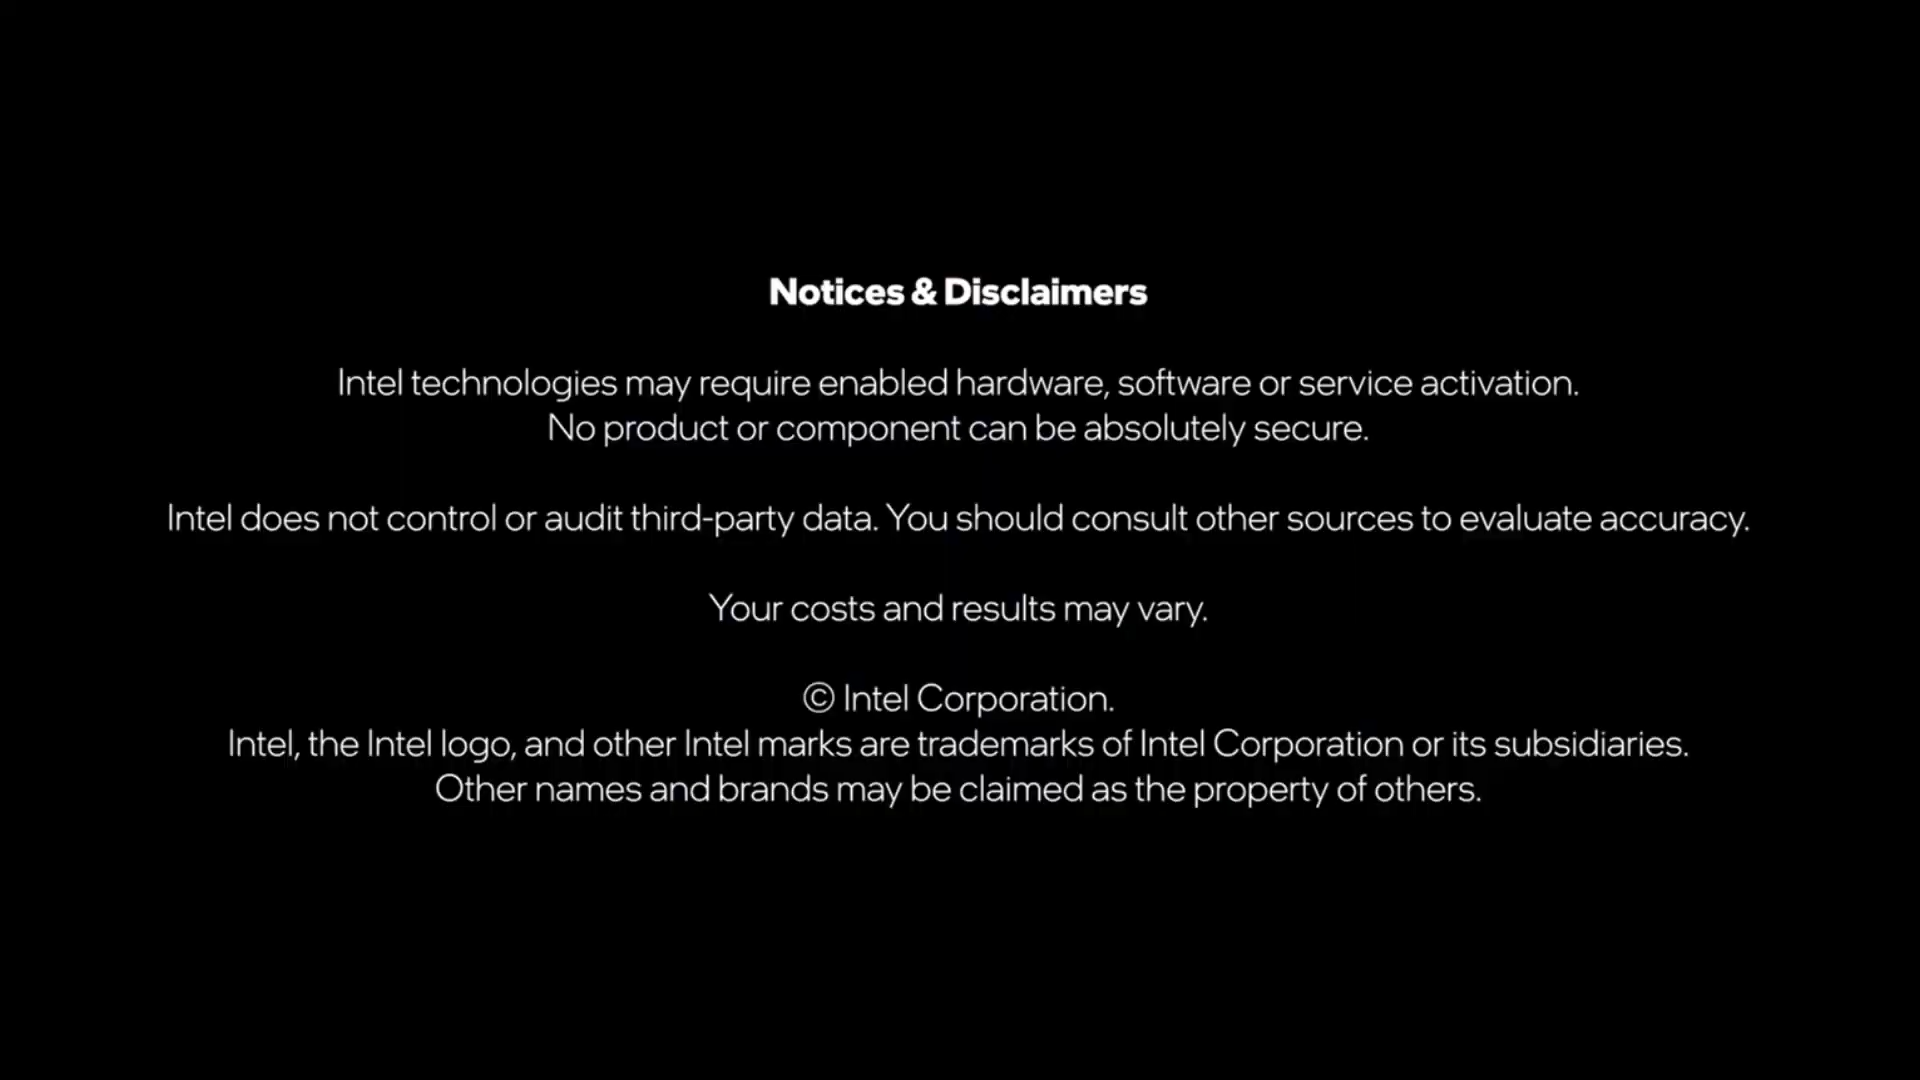 Notices & Disclaimers
Intel technologies may require enabled hardware, software or service activation.
No product or component can be absolutely secure.
Intel does not control or audit third-party data. You should consult other sources to evaluate accuracy.
Your costs and results may vary.
© Intel Corporation.
Intel, the Intel logo, and other Intel marks are trademarks of Intel Corporation or its subsidiaries.
Other names and brands may be claimed as the property of others.